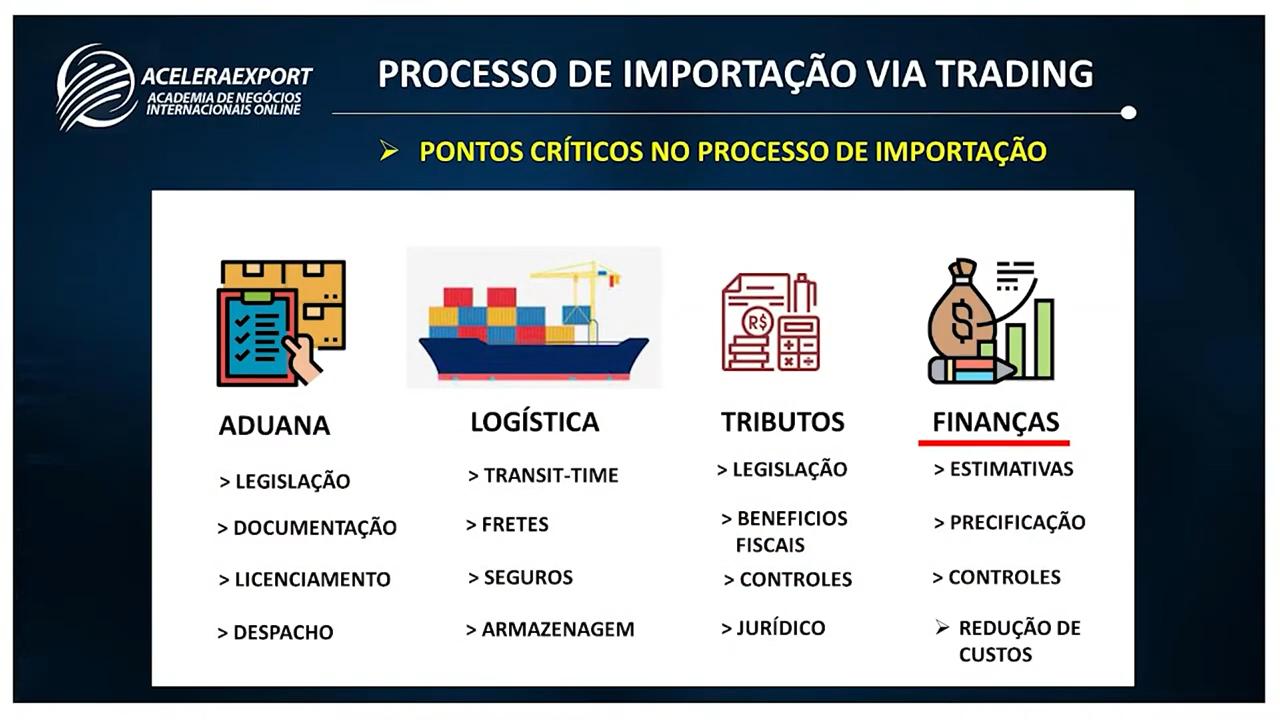 ACELERAEXPORT
ACADEMIA DE NEGÓCIOS
INTERNACIONAIS ONLINE
PROCESSO DE IMPORTAÇÃO VIA TRADING
➢ PONTOS CRÍTICOS NO PROCESSO DE IMPORTAÇÃO
R$
$
ADUANA
> LEGISLAÇÃO
> DOCUMENTAÇÃO
> LICENCIAMENTO
> DESPACHO
LOGÍSTICA
> TRANSIT-TIME
> FRETES
> SEGUROS
> ARMAZENAGEM
TRIBUTOS
> LEGISLAÇÃO
> BENEFICIOS
FISCAIS
> CONTROLES
> JURÍDICO
FINANÇAS
> ESTIMATIVAS
> PRECIFICAÇÃO
> CONTROLES
➢ REDUÇÃO DE
CUSTOS